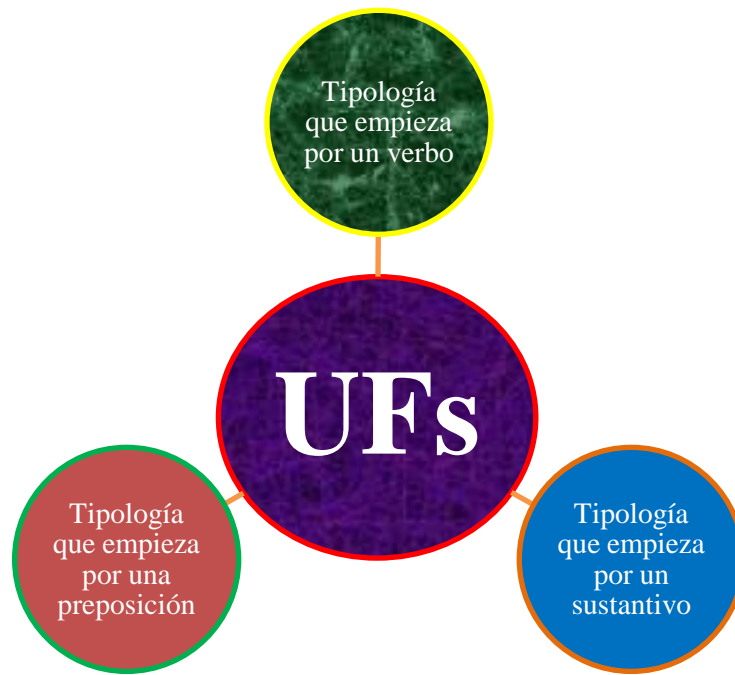 Tipología
que empieza
por un verbo
UFs
Tipología
que empieza
por una
preposición
Tipología
que empieza
por un
sustantivo